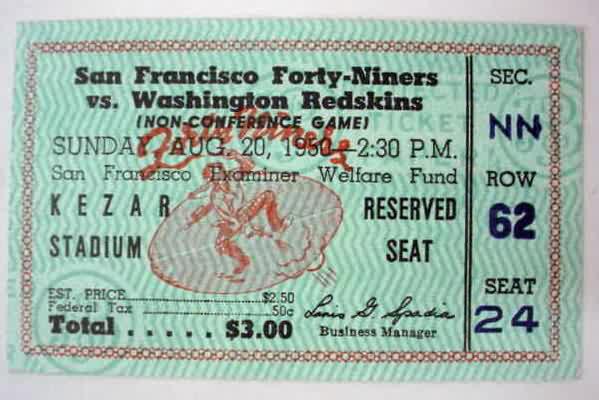 San Francisco Forty-Niners
vs. Washington Redskins
(NON-CONFERENCE GAME)
SUNDAY, AUG. 20, 1950—2:30 P.M.
San Francisco Examiner Welfare Fund
KEZAR
STADIUM
RESERVED
SEAT
EST. PRICE $2.50
Federal Tax 50c
Total . . . . . $3.00
Louis G. Spadia
Business Manager
SEC.
NN
ROW
62
SEAT
24